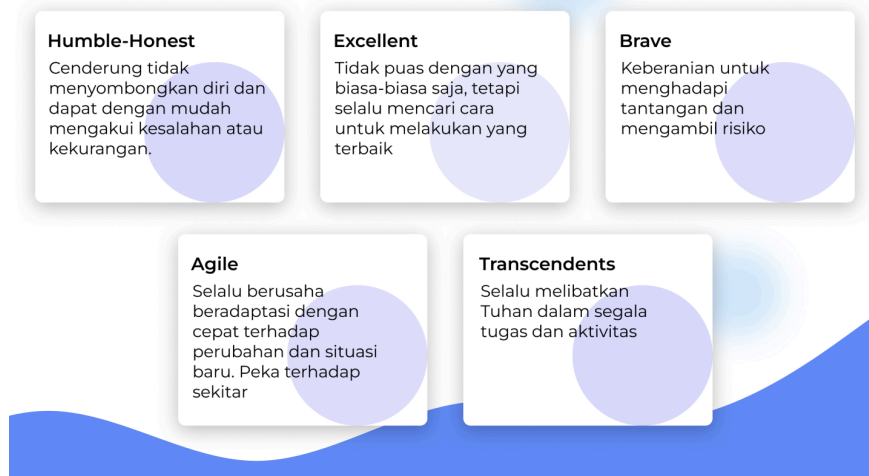 Humble-Honest
Cenderung tidak
menyombongkan diri dan
dapat dengan mudah
mengakui kesalahan atau
kekurangan.
Excellent
Tidak puas dengan yang
biasa-biasa saja, tetapi
selalu mencari cara
untuk melakukan yang
terbaik
Brave
Keberanian untuk
menghadapi
tantangan dan
mengambil risiko
Agile
Selalu berusaha
beradaptasi dengan
cepat terhadap
perubahan dan situasi
baru. Peka terhadap
sekitar
Transcendents
Selalu melibatkan
Tuhan dalam segala
tugas dan aktivitas